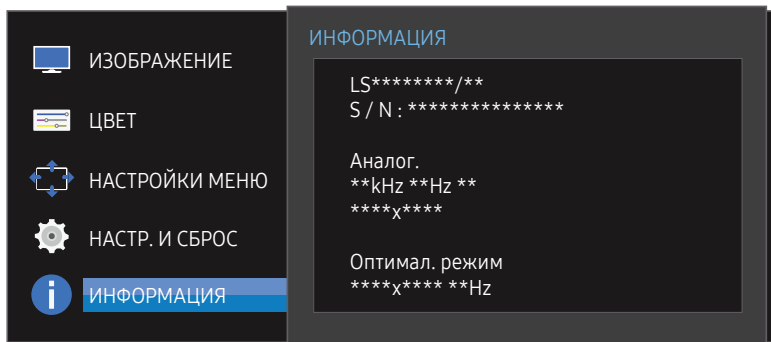 ИЗОБРАЖЕНИЕ
ЦВЕТ
НАСТРОЙКИ МЕНЮ
НАСТР. И СБРОС
ИНФОРМАЦИЯ
ИНФОРМАЦИЯ
LS********/**
S / N : ***************
Аналог.
**kHz **Hz **
****x****
Оптимал. режим
****x**** **Hz